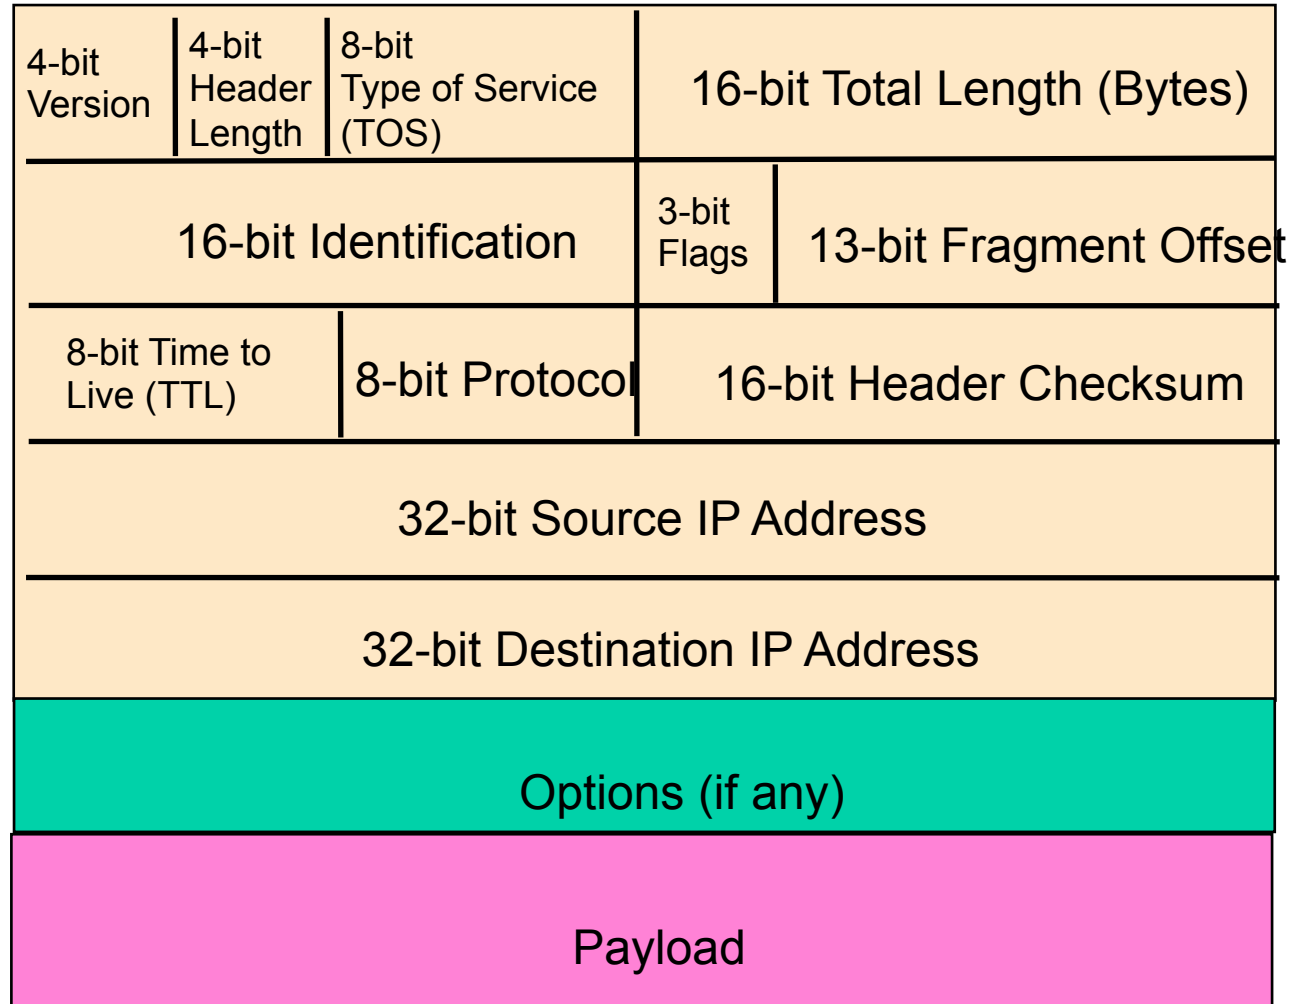 4-bit
Version
4-bit
Header
Length
8-bit
Type of Service
(TOS)
16-bit Total Length (Bytes)
16-bit Identification
3-bit
Flags
13-bit Fragment Offset
8-bit Time to
Live (TTL)
8-bit Protocol
16-bit Header Checksum
32-bit Source IP Address
32-bit Destination IP Address
Options (if any)
Payload